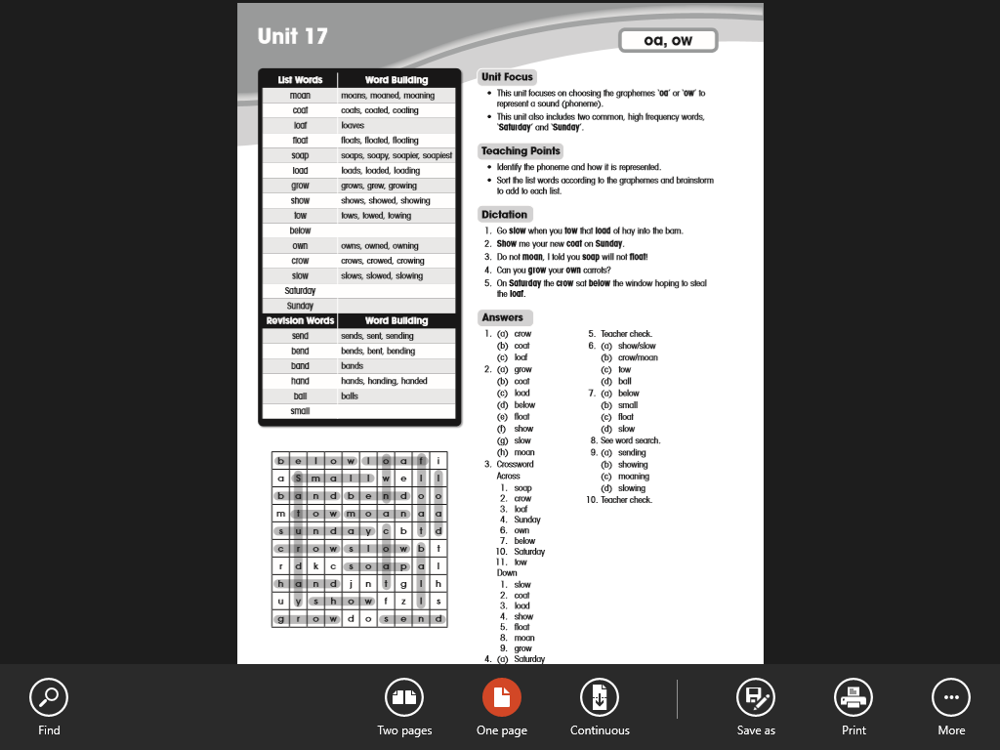 Unit 17
oa, ow
List Words Word Building
moan moans, moaned, moaning
coat coats, coated, coating
loaf loaves
float floats, floated, floating
soap soaps, soapy, soapier, soapiest
load loads, loaded, loading
grow grows, grew, growing
show shows, showed, showing
tow tows, towed, towing
below
own owns, owned, owning
crow crows, crowed, crowing
slow slows, slowed, slowing
Saturday
Sunday
Revision Words Word Building
send sends, sent, sending
bend bends, bent, bending
band bands
hand hands, handing, handed
ball balls
small
b e l o w l o a f i
a S m a l l w e l l
b a n d b e n d o o
m t o w m o a n a a
s u n d a y c b t d
c r o w s l o w b t
r d k c s o a p a l
h a n d j n t g l h
u y s h o w f z l s
g r o w d o s e n d
Unit Focus
• This unit focuses on choosing the graphemes 'oa' or 'ow' to
represent a sound (phoneme).
• This unit also includes two common, high frequency words,
'Saturday' and 'Sunday'.
Teaching Points
• Identify the phoneme and how it is represented.
• Sort the list words according to the graphemes and brainstorm
to add to each list.
Dictation
1. Go slow when you tow that load of hay into the barn.
2. Show me your new coat on Sunday.
3. Do not moan, I told you soap will not float!
4. Can you grow your own carrots?
5. On Saturday the crow sat below the window hoping to steal
the loaf.
Answers
1. (a) crow
(b) coat
(c) loaf
2. (a) grow
(b) coat
(c) load
(d) below
(e) float
(f) show
(g) slow
(h) moan
3. Crossword
Across
1. soap
2. crow
3. loaf
4. Sunday
6. own
7. below
10. Saturday
11. tow
Down
1. slow
2. coat
3. load
4. show
5. float
8. moan
9. grow
4. (a) Saturday
5. Teacher check.
6. (a) show/slow
(b) crow/moan
(c) tow
(d) ball
7. (a) below
(b) small
(c) float
(d) slow
8. See word search.
9. (a) sending
(b) showing
(c) moaning
(d) slowing
10. Teacher check.
Find
Two pages
One page
Continuous
Save as
Print
More